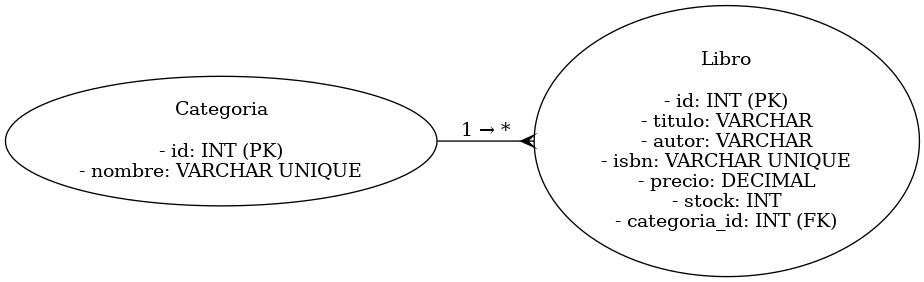 Categoria
- id: INT (PK)
- nombre: VARCHAR UNIQUE
1 → *
Libro
- id: INT (PK)
- titulo: VARCHAR
- autor: VARCHAR
- isbn: VARCHAR UNIQUE
- precio: DECIMAL
- stock: INT
- categoria_id: INT (FK)